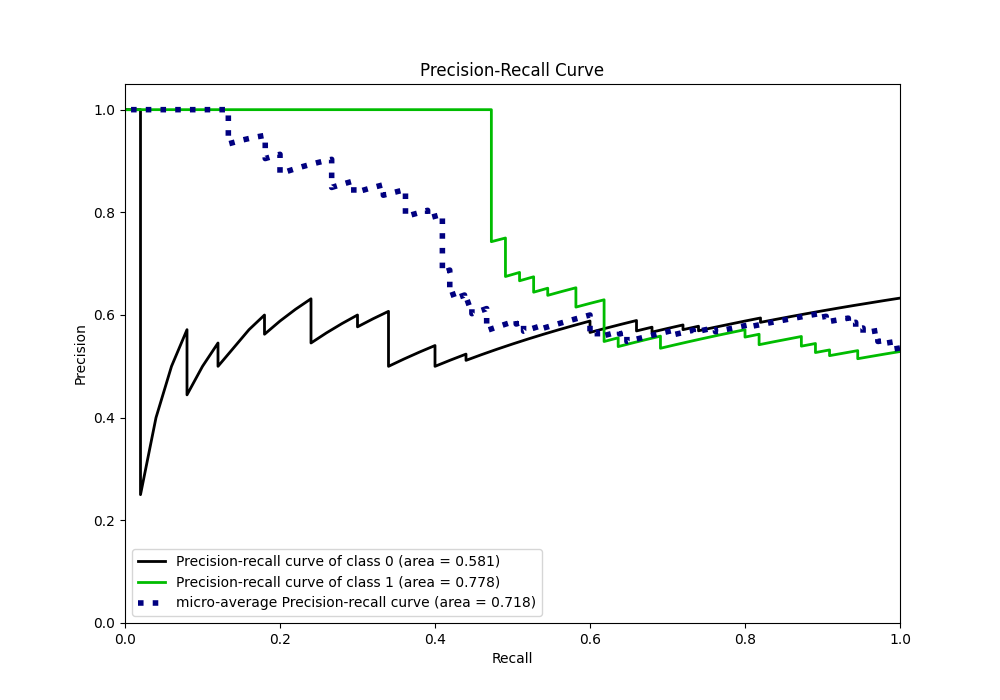 Precision-Recall Curve
Precision
1.0
0.8
0.6
0.4
0.2
0.0
Precision-recall curve of class 0 (area = 0.581)
Precision-recall curve of class 1 (area = 0.778)
micro-average Precision-recall curve (area = 0.718)
0.0 0.2 0.4 0.6 0.8 1.0
Recall